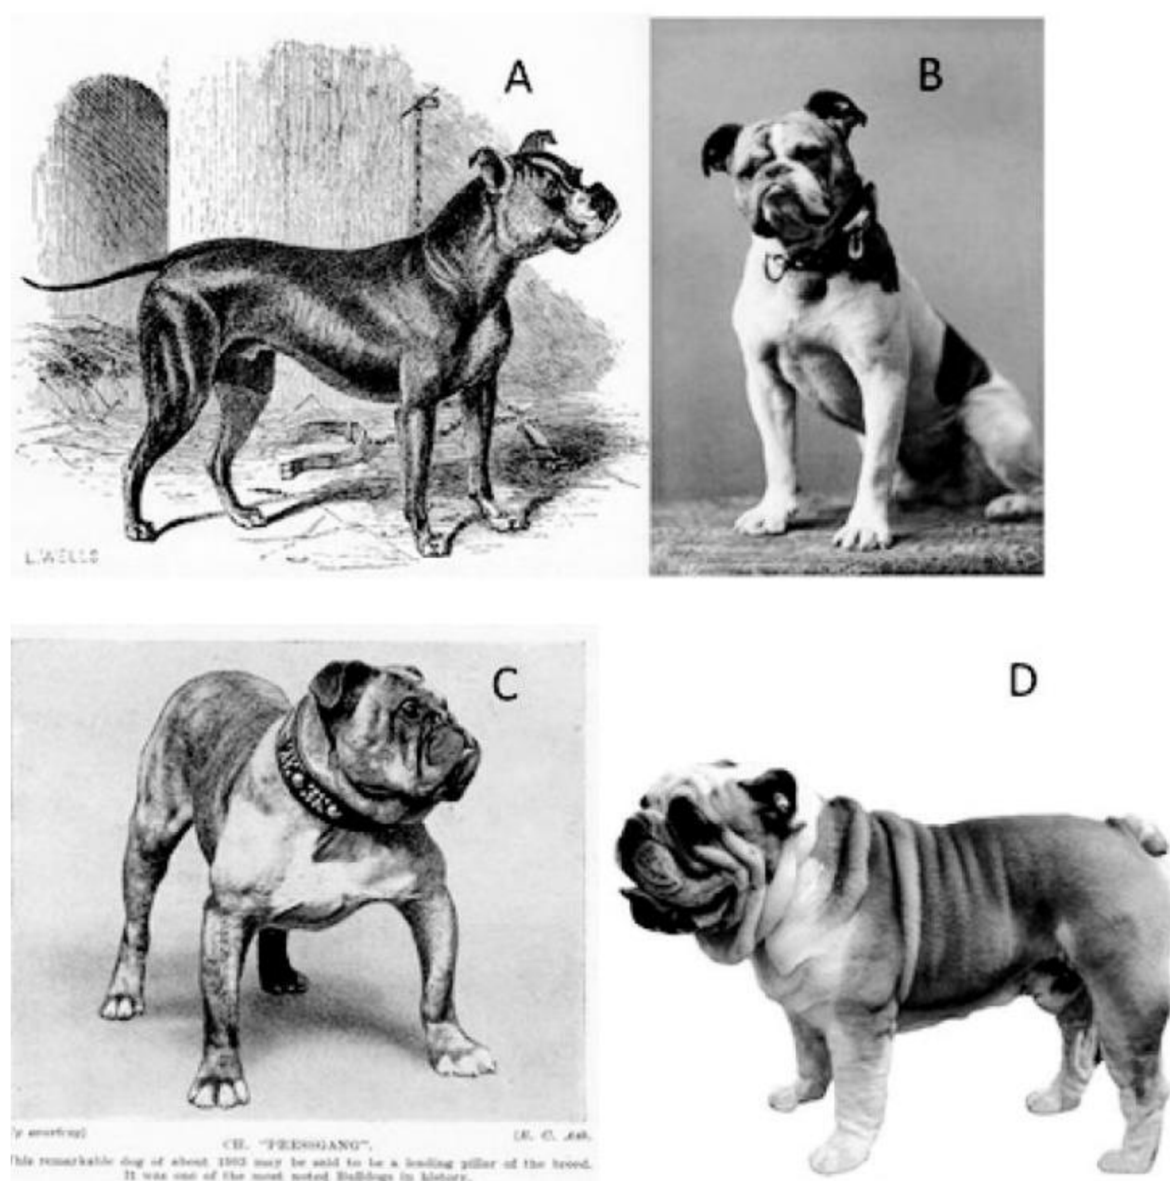 A
B
L. WELLS
C
D
CH. "PRESSGANG".
This remarkable dog of about 1903 may be said to be a leading pillar of the breed.
It was one of the most noted Bulldogs in history.